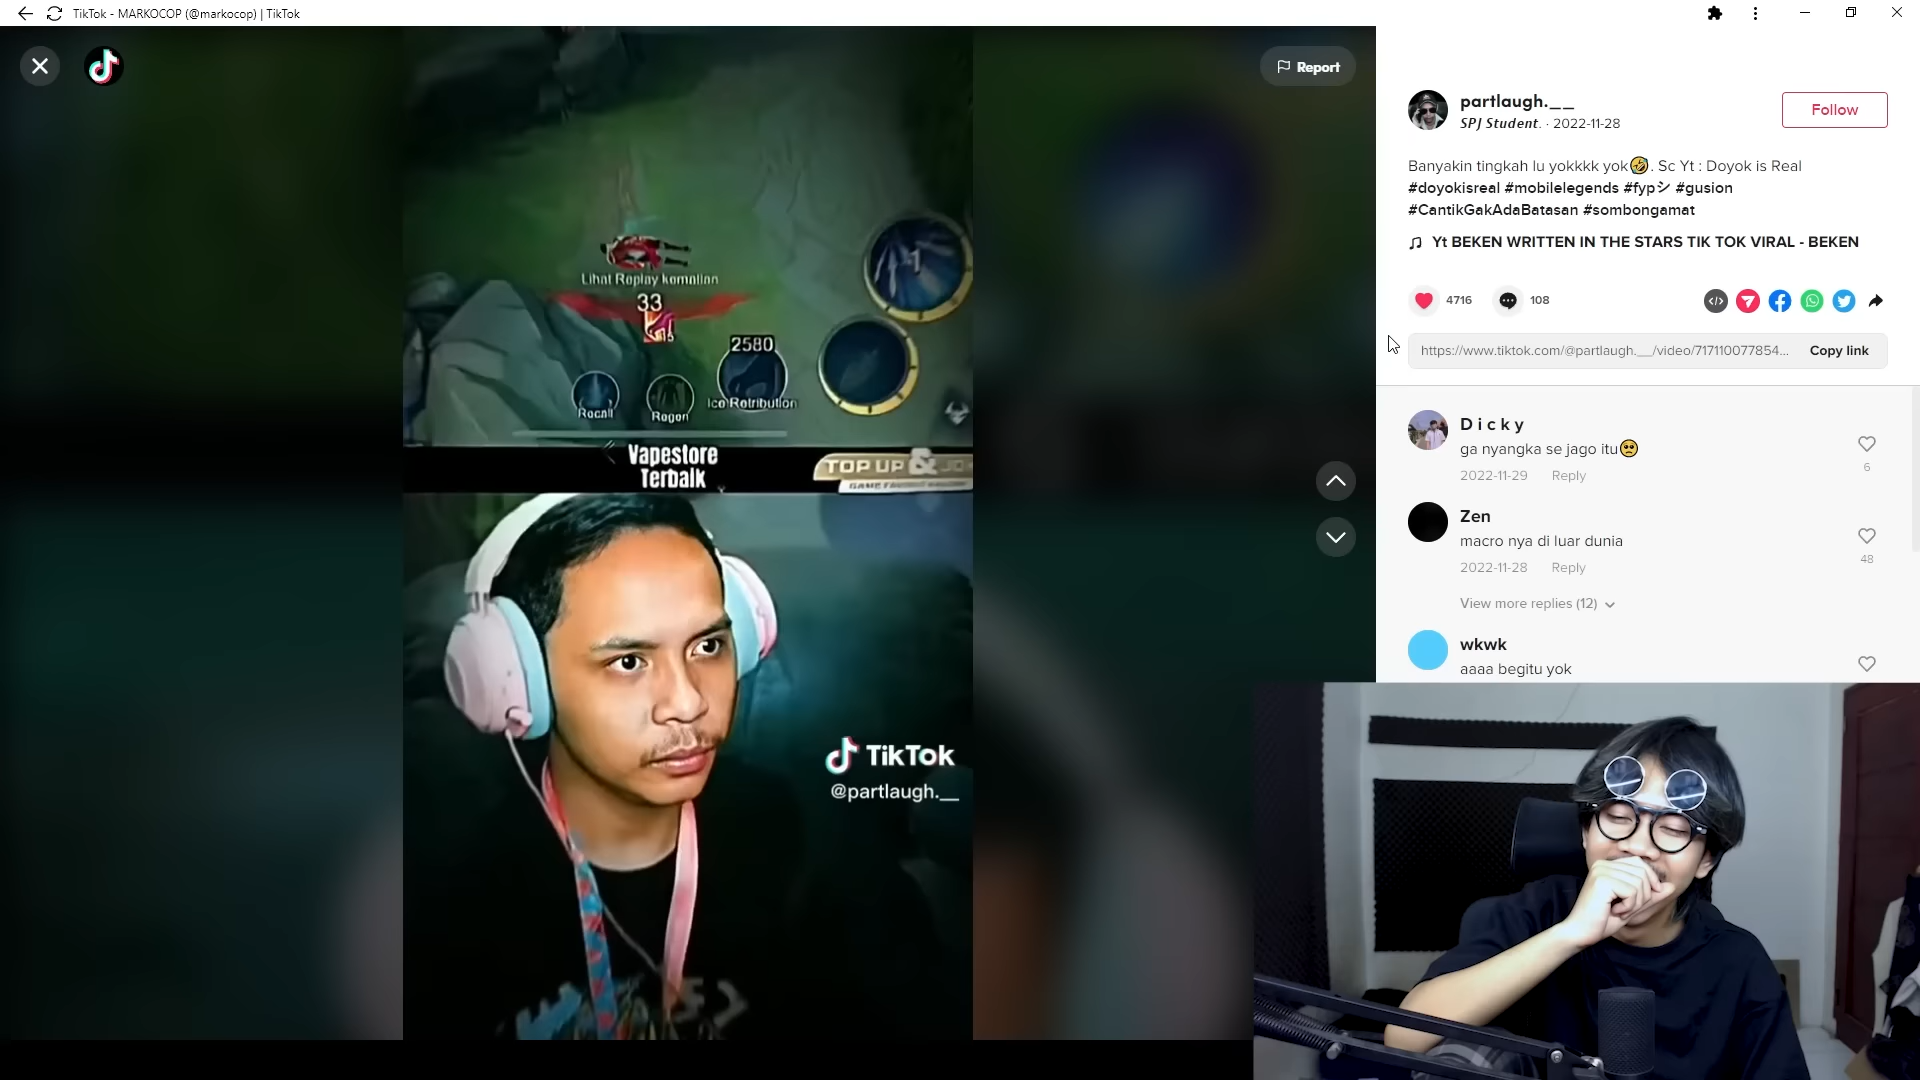 TikTok - MARKOCOP (@markocop) | TikTok
Report
Lihat Replay kematian
33
15
1
2580
Recall
Regen
Ice Retribution
Vapestore
Terbaik
TOP UP &
TikTok
@partlaugh.__
partlaugh.__
SPJ Student. · 2022-11-28
Follow
Banyakin tingkah lu yokkkk yok🤣. Sc Yt : Doyok is Real
#doyokisreal #mobilelegends #fypシ #gusion
#CantikGakAdaBatasan #sombongamat
Yt BEKEN WRITTEN IN THE STARS TIK TOK VIRAL - BEKEN
4716
108
https://www.tiktok.com/@partlaugh.__/video/717110077854...
Copy link
D i c k y
ga nyangka se jago itu🥺
2022-11-29 Reply
6
Zen
macro nya di luar dunia
2022-11-28 Reply
48
View more replies (12)
wkwk
aaaa begitu yok